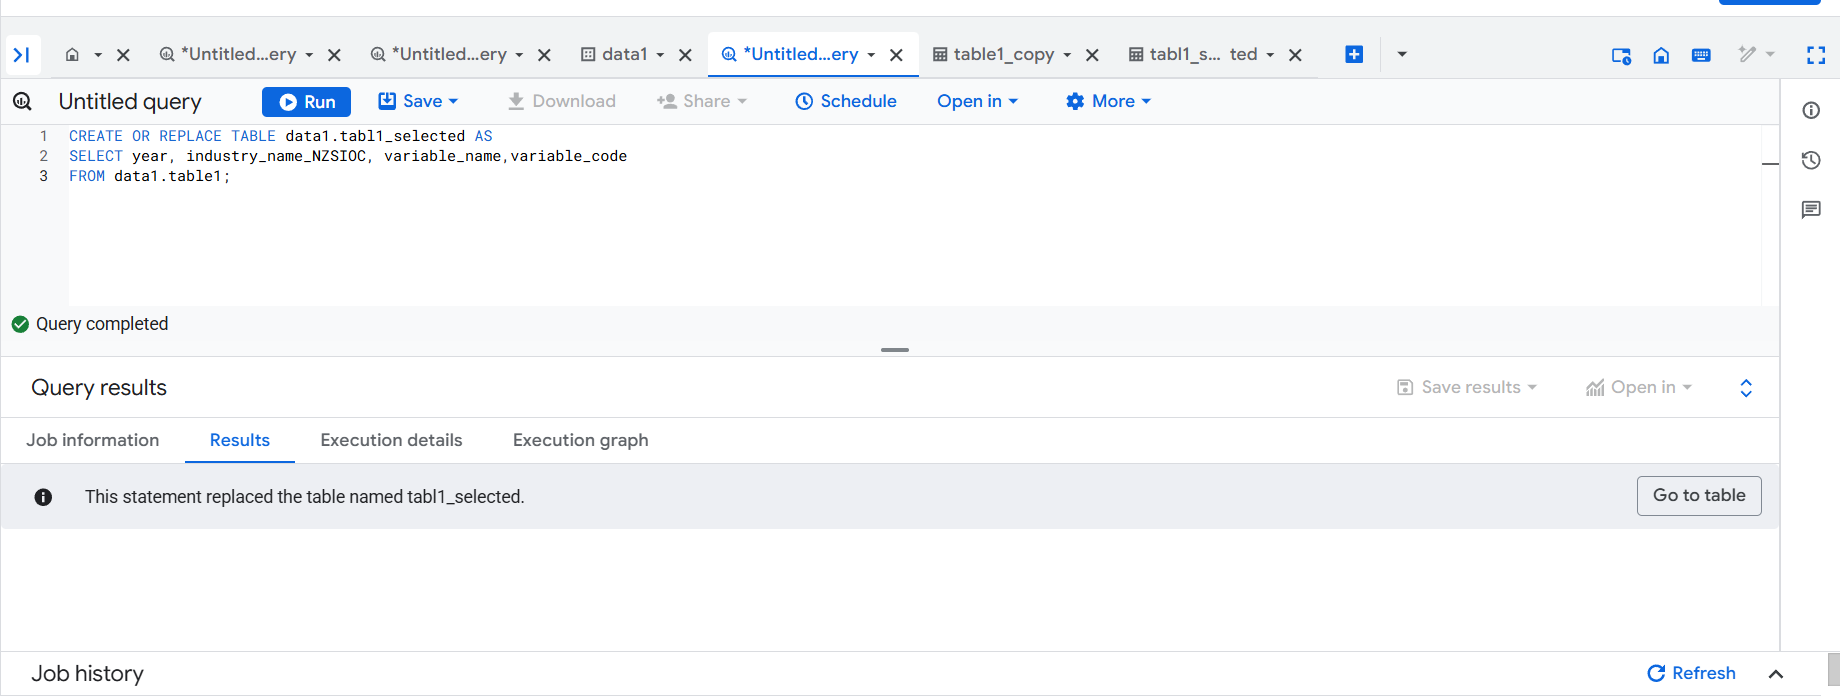 *Untitled...ery *Untitled...ery data1 *Untitled...ery table1_copy tabl1_s... ted
Untitled query Run Save Download Share Schedule Open in More
1 CREATE OR REPLACE TABLE data1.tabl1_selected AS
2 SELECT year, industry_name_NZSIOC, variable_name,variable_code
3 FROM data1.table1;
Query completed
Query results Save results Open in
Job information Results Execution details Execution graph
This statement replaced the table named tabl1_selected. Go to table
Job history Refresh